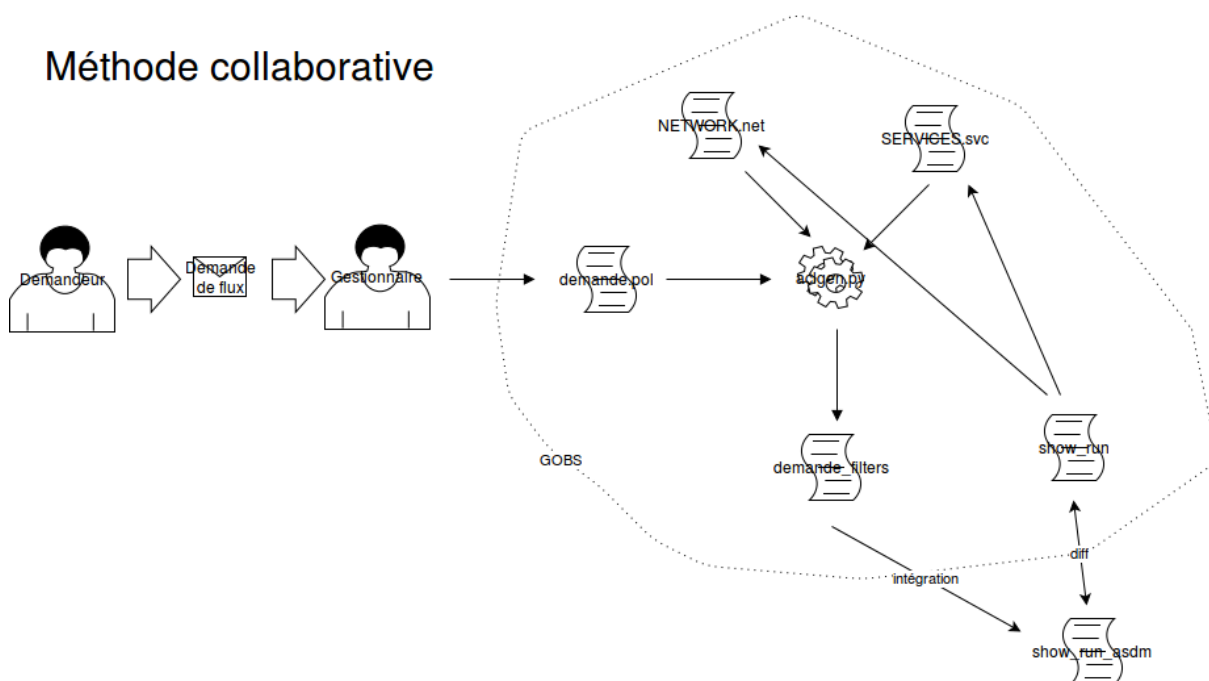 Méthode collaborative
NETWORK.net
SERVICES.svc
Demandeur
Demande
de flux
Gestionnaire
demande.pol
aclgen.py
GOBS
demande_filters
show_run
intégration
diff
show_run_asdm